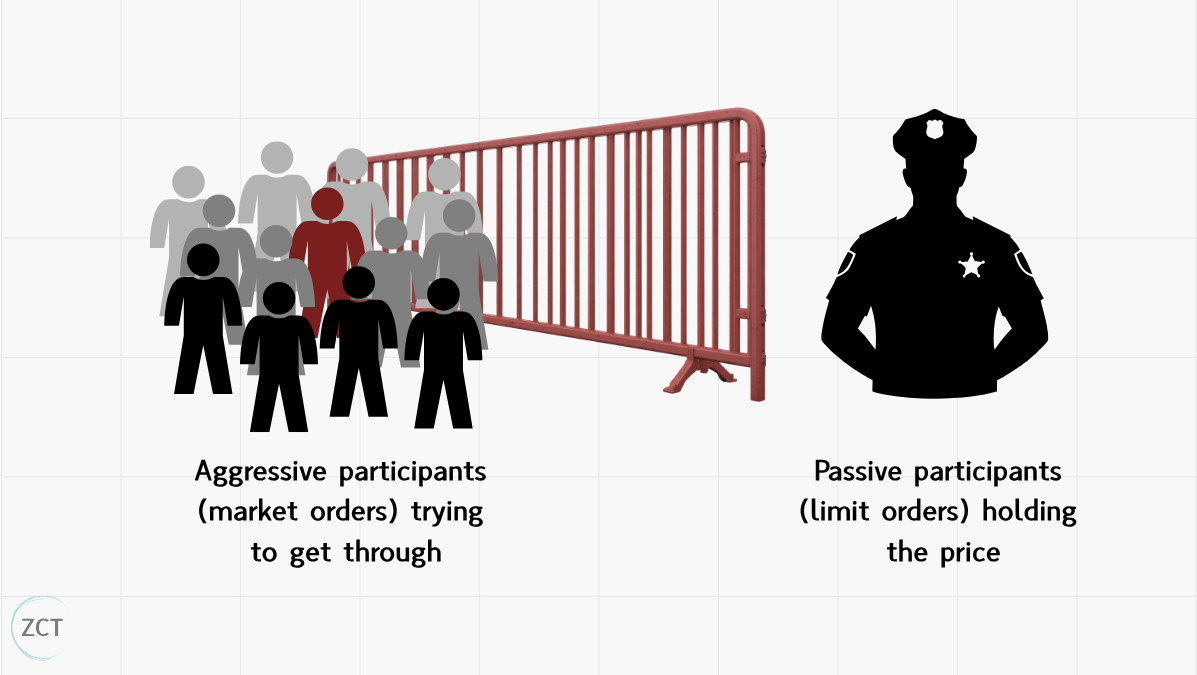 Aggressive participants
(market orders) trying
to get through
Passive participants
(limit orders) holding
the price
ZCT